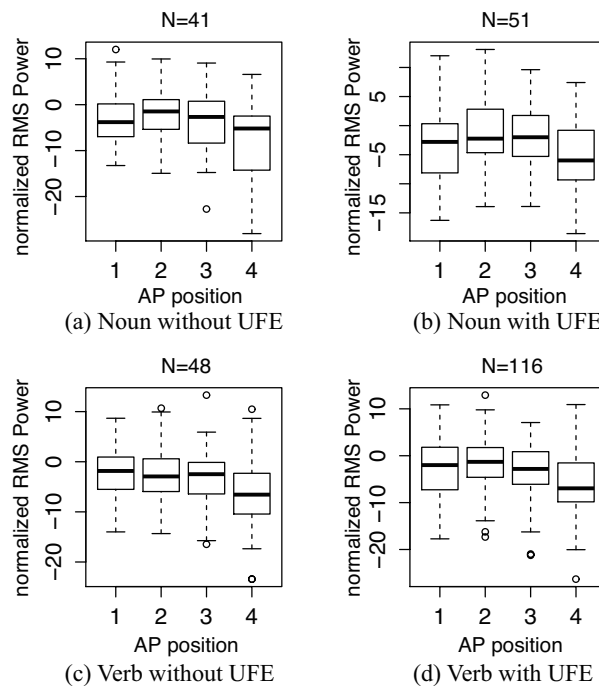 N=41
normalized RMS Power
10
0
−10
−20
1 2 3 4
AP position
(a) Noun without UFE
N=51
normalized RMS Power
5
−5
−15
1 2 3 4
AP position
(b) Noun with UFE
N=48
normalized RMS Power
10
0
−10
−20
1 2 3 4
AP position
(c) Verb without UFE
N=116
normalized RMS Power
10
0
−10
−20
1 2 3 4
AP position
(d) Verb with UFE